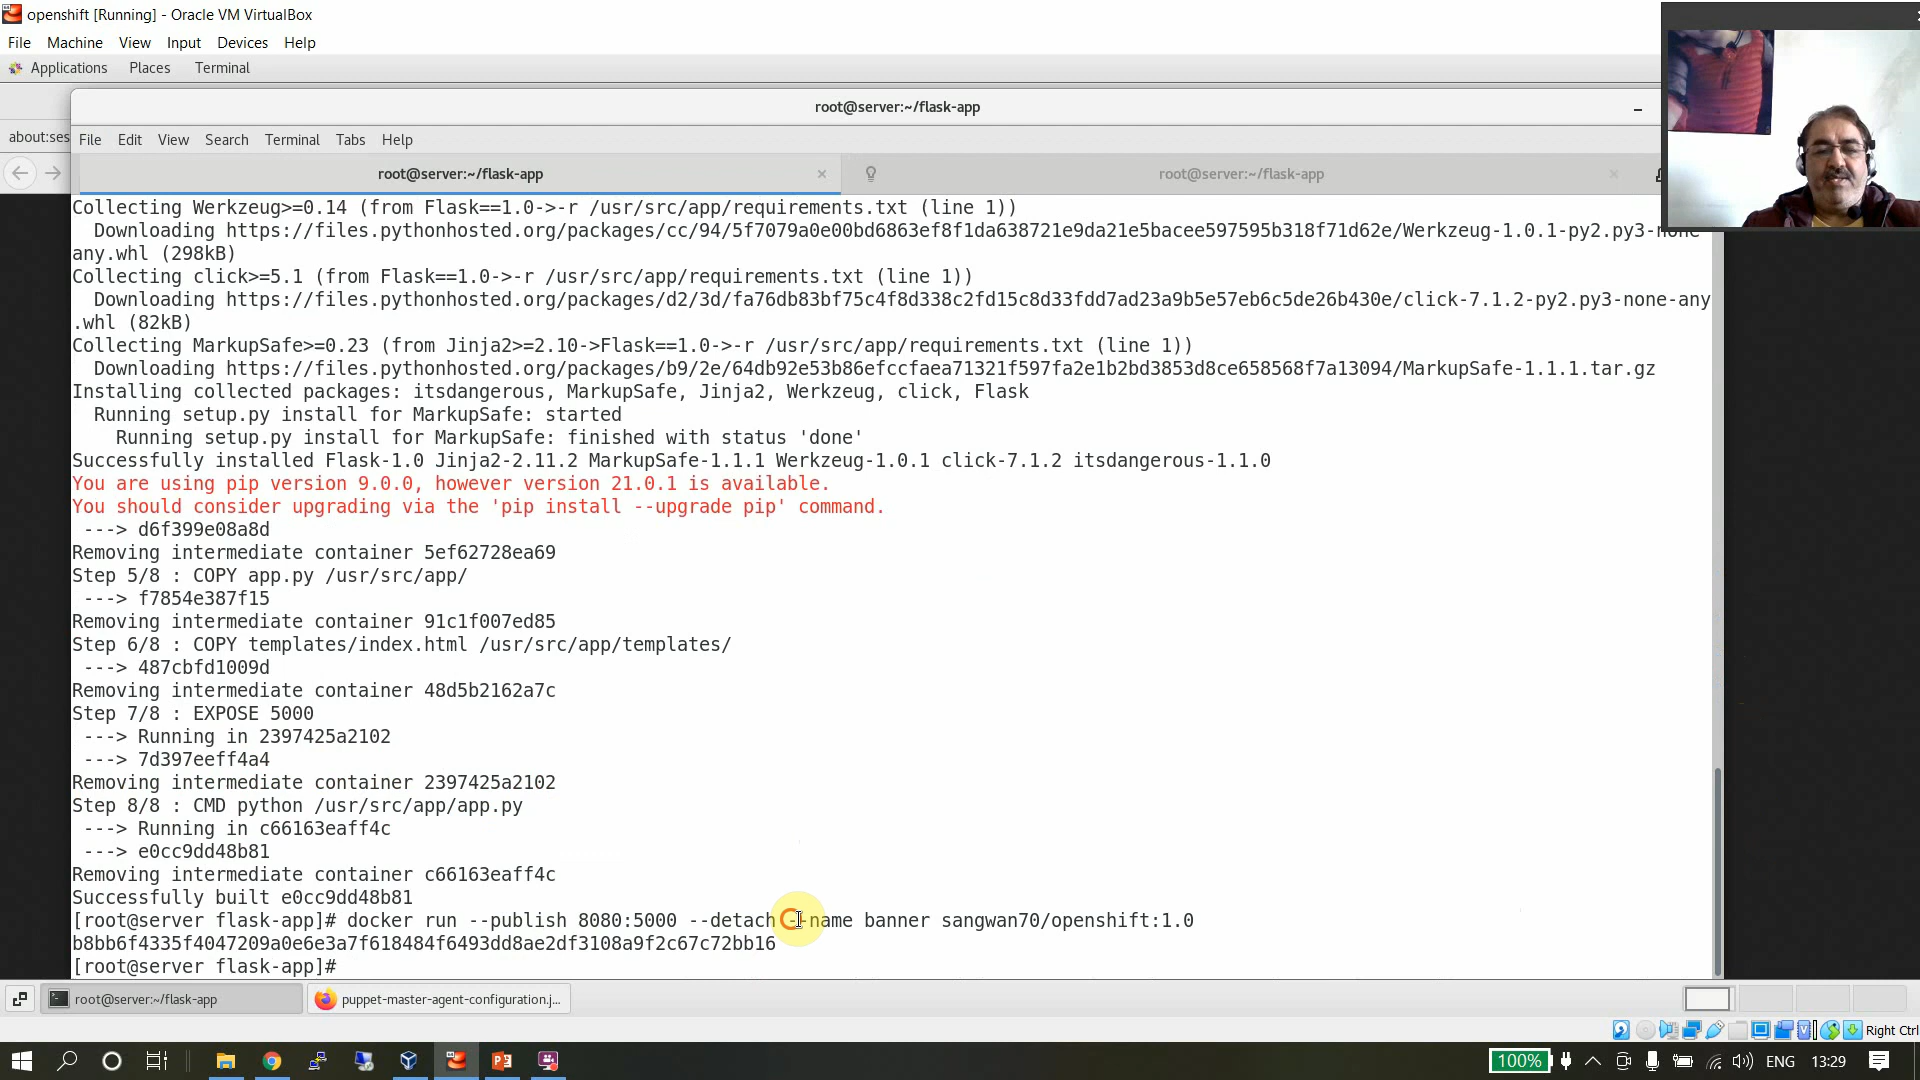 openshift [Running] - Oracle VM VirtualBox
File Machine View Input Devices Help
Applications Places Terminal
root@server:~/flask-app
about:ses
File Edit View Search Terminal Tabs Help
root@server:~/flask-app
root@server:~/flask-app
Collecting Werkzeug>=0.14 (from Flask==1.0->-r /usr/src/app/requirements.txt (line 1))
Downloading https://files.pythonhosted.org/packages/cc/94/5f7079a0e00bd6863ef8f1da638721e9da21e5bacee597595b318f71d62e/Werkzeug-1.0.1-py2.py3-none-
any.whl (298kB)
Collecting click>=5.1 (from Flask==1.0->-r /usr/src/app/requirements.txt (line 1))
Downloading https://files.pythonhosted.org/packages/d2/3d/fa76db83bf75c4f8d338c2fd15c8d33fdd7ad23a9b5e57eb6c5de26b430e/click-7.1.2-py2.py3-none-any
.whl (82kB)
Collecting MarkupSafe>=0.23 (from Jinja2>=2.10->Flask==1.0->-r /usr/src/app/requirements.txt (line 1))
Downloading https://files.pythonhosted.org/packages/b9/2e/64db92e53b86efccfaea71321f597fa2e1b2bd3853d8ce658568f7a13094/MarkupSafe-1.1.1.tar.gz
Installing collected packages: itsdangerous, MarkupSafe, Jinja2, Werkzeug, click, Flask
Running setup.py install for MarkupSafe: started
Running setup.py install for MarkupSafe: finished with status 'done'
Successfully installed Flask-1.0 Jinja2-2.11.2 MarkupSafe-1.1.1 Werkzeug-1.0.1 click-7.1.2 itsdangerous-1.1.0
You are using pip version 9.0.0, however version 21.0.1 is available.
You should consider upgrading via the 'pip install --upgrade pip' command.
---> d6f399e08a8d
Removing intermediate container 5ef62728ea69
Step 5/8 : COPY app.py /usr/src/app/
---> f7854e387f15
Removing intermediate container 91c1f007ed85
Step 6/8 : COPY templates/index.html /usr/src/app/templates/
---> 487cbfd1009d
Removing intermediate container 48d5b2162a7c
Step 7/8 : EXPOSE 5000
---> Running in 2397425a2102
---> 7d397eeff4a4
Removing intermediate container 2397425a2102
Step 8/8 : CMD python /usr/src/app/app.py
---> Running in c66163eaff4c
---> e0cc9dd48b81
Removing intermediate container c66163eaff4c
Successfully built e0cc9dd48b81
[root@server flask-app]# docker run --publish 8080:5000 --detach --name banner sangwan70/openshift:1.0
b8bb6f4335f4047209a0e6e3a7f618484f6493dd8ae2df3108a9f2c67c72bb16
[root@server flask-app]#
root@server:~/flask-app
puppet-master-agent-configuration.j...
Right Ctrl
100% ENG 13:29